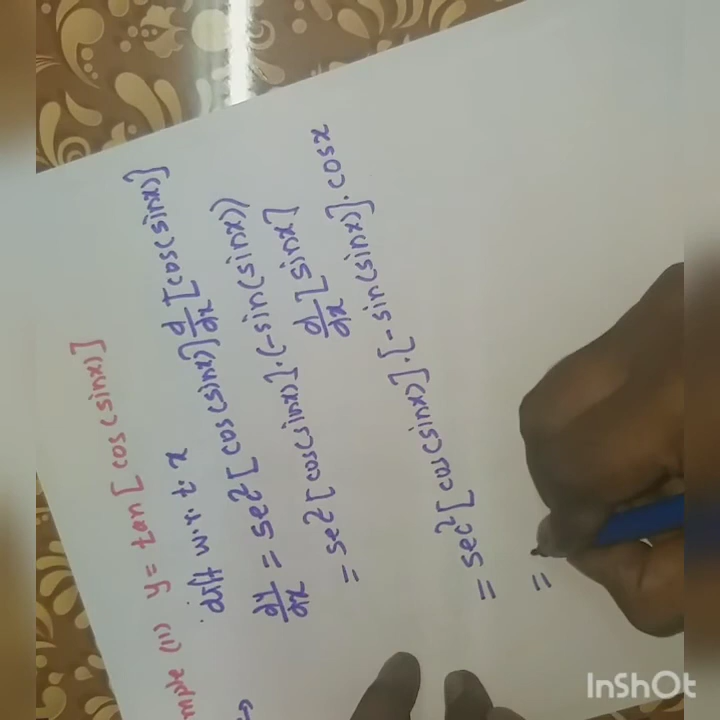 mple (11) y = tan[cos(sinx)]
diff w.r.t. x
dy/dx = sec²[cos(sinx)] d/dx [cos(sinx)]
= sec²[cos(sinx)]·(-sin(sinx))
d/dx [sinx]
= sec²[cos(sinx)]·[-sin(sinx)]·cosx
=
InShOt